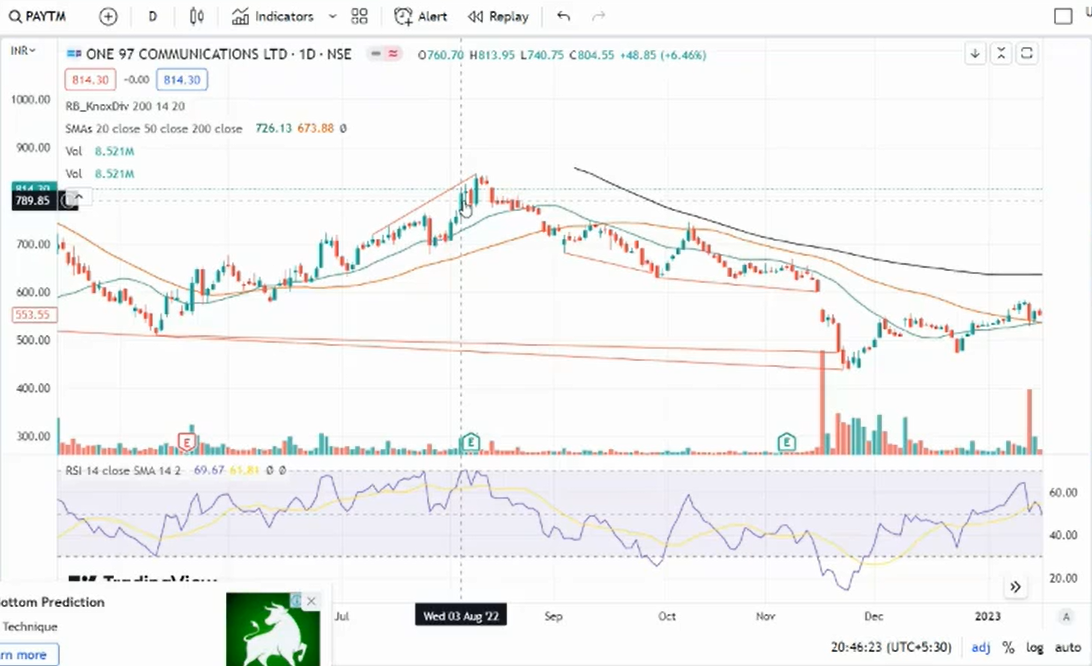 PAYTM D Indicators Alert Replay
INR
ONE 97 COMMUNICATIONS LTD · 1D · NSE O760.70 H813.95 L740.75 C804.55 +48.85 (+6.46%)
814.30 -0.00 814.30
RB_KnoxDiv 200 14 20
SMAs 20 close 50 close 200 close 726.13 673.88 Ø
Vol 8.521M
Vol 8.521M
1000.00
900.00
814.30
789.85
700.00
600.00
553.55
500.00
400.00
300.00
E E E
RSI 14 close SMA 14 2 69.67 61.81 Ø Ø
60.00
40.00
20.00
TradingView
Jul Wed 03 Aug '22 Sep Oct Nov Dec 2023 A
ottom Prediction
Technique
rn more
20:46:23 (UTC+5:30) adj % log auto